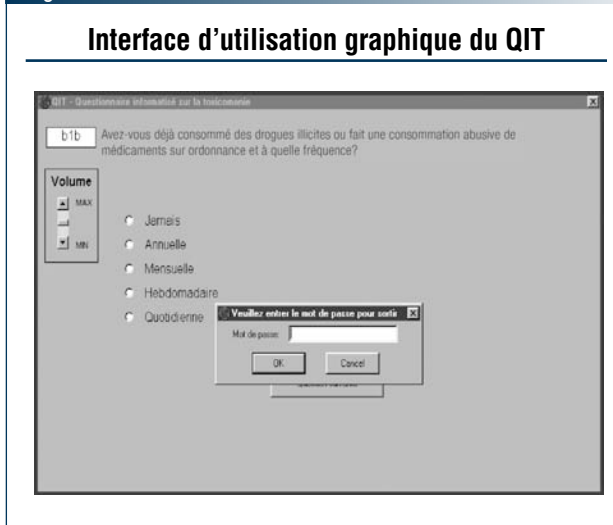 Interface d'utilisation graphique du QIT
QIT - Questionnaire informatisé sur la toxicomanie
b1b
Avez-vous déjà consommé des drogues illicites ou fait une consommation abusive de
médicaments sur ordonnance et à quelle fréquence?
Volume
MAX
MIN
Jamais
Annuelle
Mensuelle
Hebdomadaire
Quotidienne
Veuillez entrer le mot de passe pour sortir
Mot de passe:
OK
Cancel